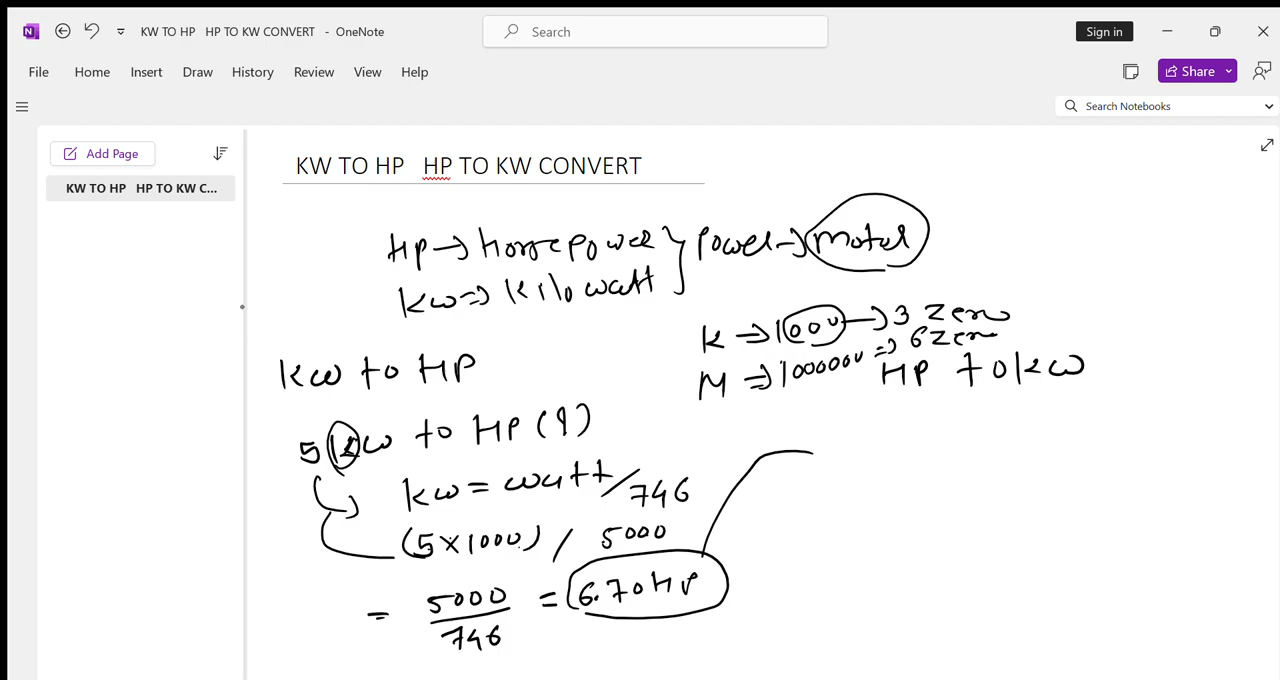 KW TO HP HP TO KW CONVERT - OneNote
Search
Sign in
File Home Insert Draw History Review View Help
Share
Search Notebooks
Add Page
KW TO HP HP TO KW C...
KW TO HP HP TO KW CONVERT
HP → horsepower } power → motor
KW ⇒ kilowatt
K ⇒ 1000 → 3 Zero
M ⇒ 1000000 ⇒ 6 Zero
KW to HP
HP to KW
5 KW to HP (?)
KW = watt / 746
(5 × 1000) / 5000
= 5000 / 746 = 6.70 HP